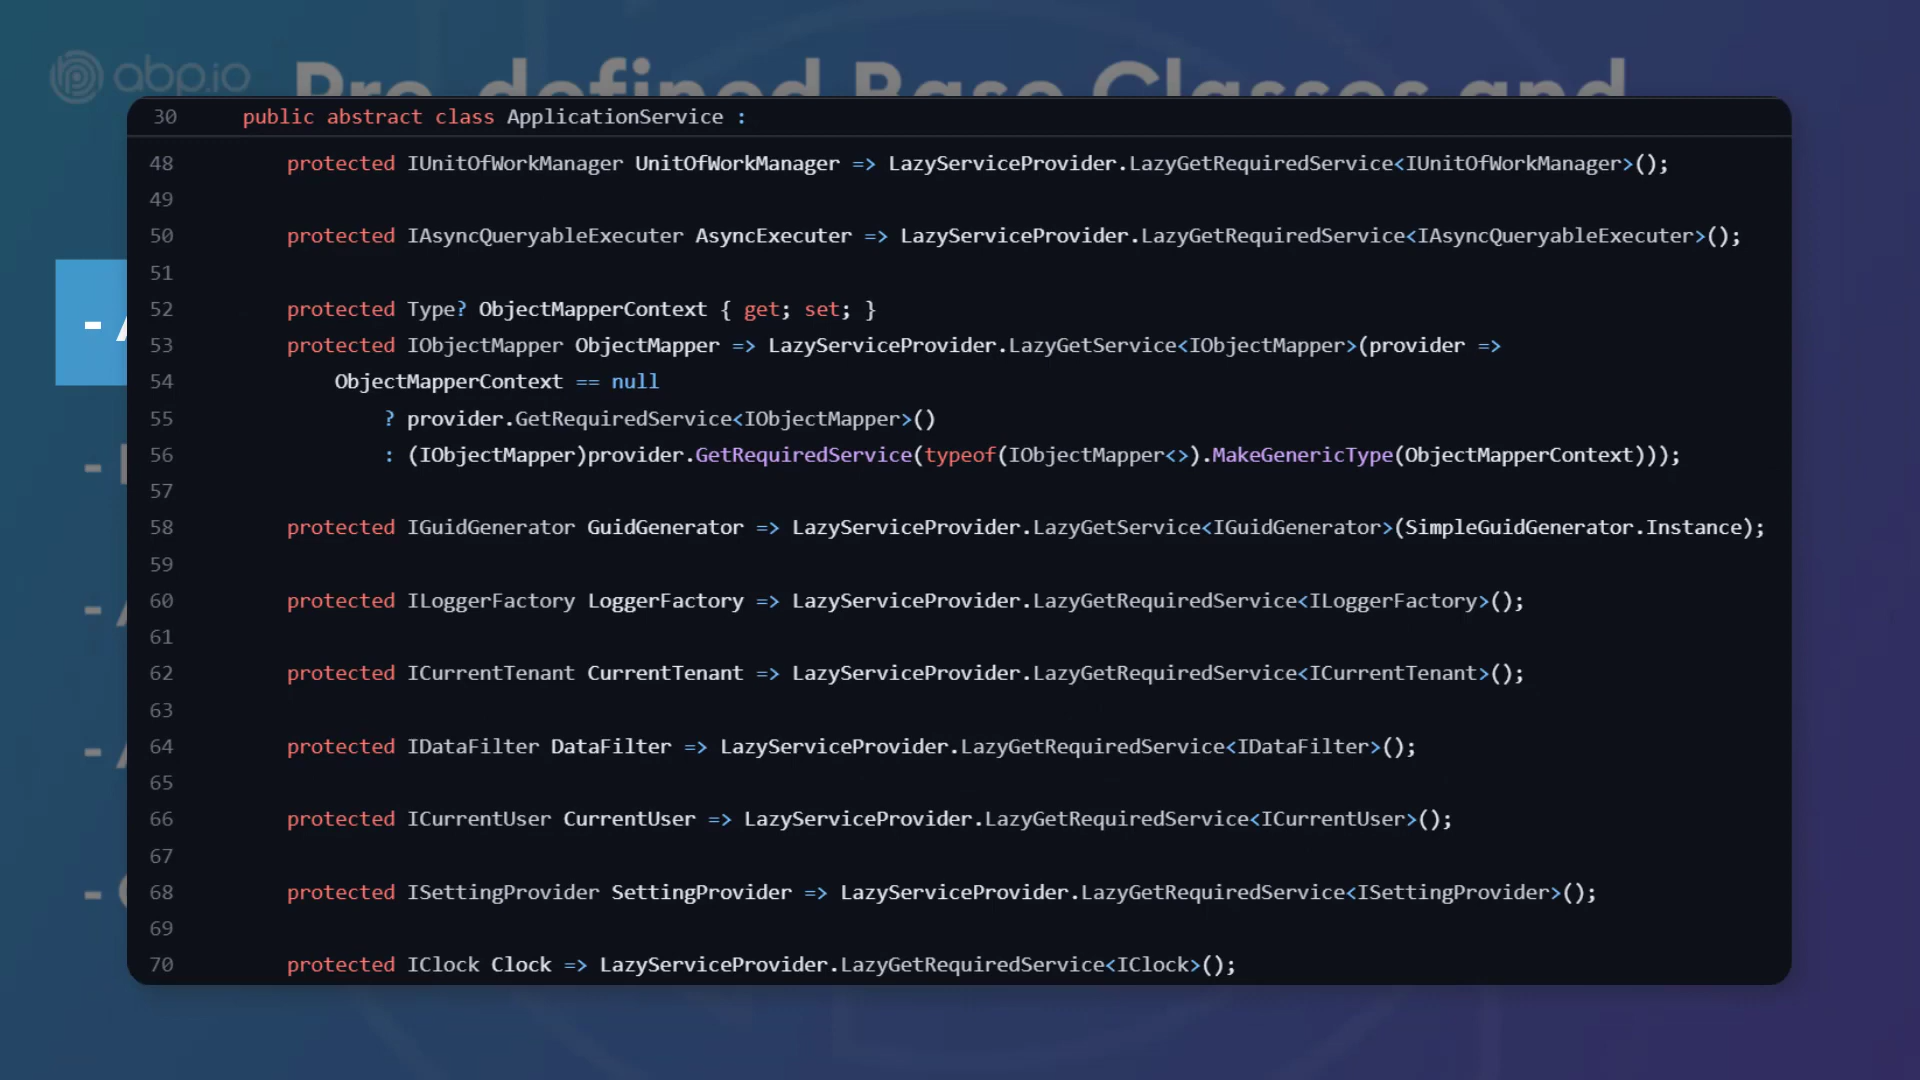 abp.io
Pre-defined Base Classes and
30 public abstract class ApplicationService :
48 protected IUnitOfWorkManager UnitOfWorkManager => LazyServiceProvider.LazyGetRequiredService<IUnitOfWorkManager>();
49
50 protected IAsyncQueryableExecuter AsyncExecuter => LazyServiceProvider.LazyGetRequiredService<IAsyncQueryableExecuter>();
51
52 protected Type? ObjectMapperContext { get; set; }
53 protected IObjectMapper ObjectMapper => LazyServiceProvider.LazyGetService<IObjectMapper>(provider =>
54 ObjectMapperContext == null
55 ? provider.GetRequiredService<IObjectMapper>()
56 : (IObjectMapper)provider.GetRequiredService(typeof(IObjectMapper<>).MakeGenericType(ObjectMapperContext)));
57
58 protected IGuidGenerator GuidGenerator => LazyServiceProvider.LazyGetService<IGuidGenerator>(SimpleGuidGenerator.Instance);
59
60 protected ILoggerFactory LoggerFactory => LazyServiceProvider.LazyGetRequiredService<ILoggerFactory>();
61
62 protected ICurrentTenant CurrentTenant => LazyServiceProvider.LazyGetRequiredService<ICurrentTenant>();
63
64 protected IDataFilter DataFilter => LazyServiceProvider.LazyGetRequiredService<IDataFilter>();
65
66 protected ICurrentUser CurrentUser => LazyServiceProvider.LazyGetRequiredService<ICurrentUser>();
67
68 protected ISettingProvider SettingProvider => LazyServiceProvider.LazyGetRequiredService<ISettingProvider>();
69
70 protected IClock Clock => LazyServiceProvider.LazyGetRequiredService<IClock>();